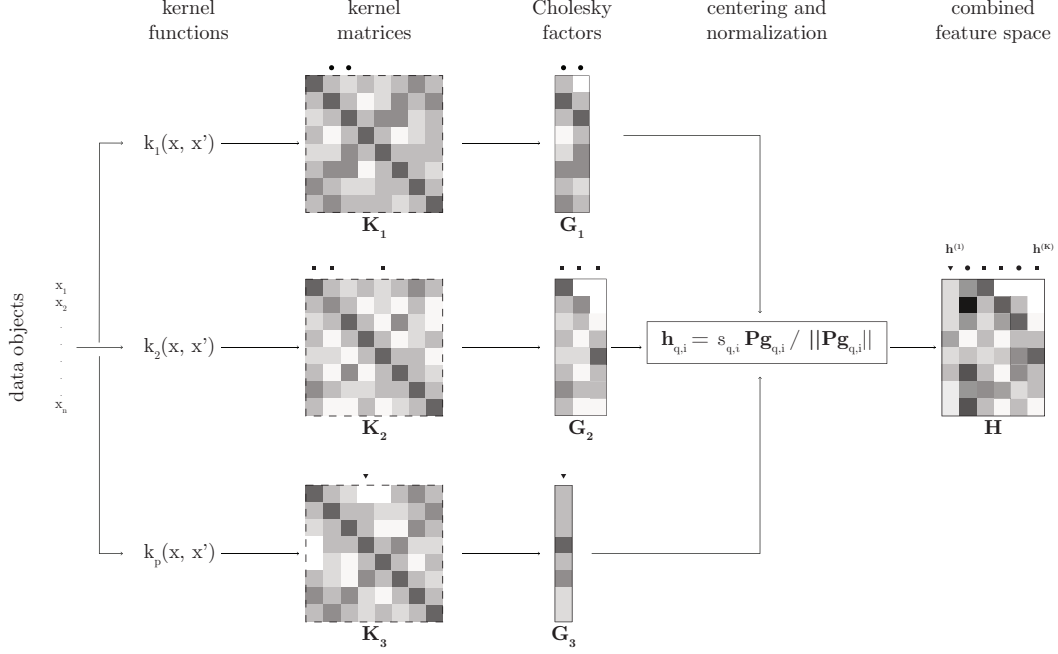 kernel
functions
kernel
matrices
Cholesky
factors
centering and
normalization
combined
feature space
data objects
x1
x2
.
.
.
.
.
xn
k1(x, x’)
K1
G1
k2(x, x’)
K2
G2
hq,i = sq,i Pgq,i / ||Pgq,i||
h(1)
h(K)
H
kp(x, x’)
K3
G3